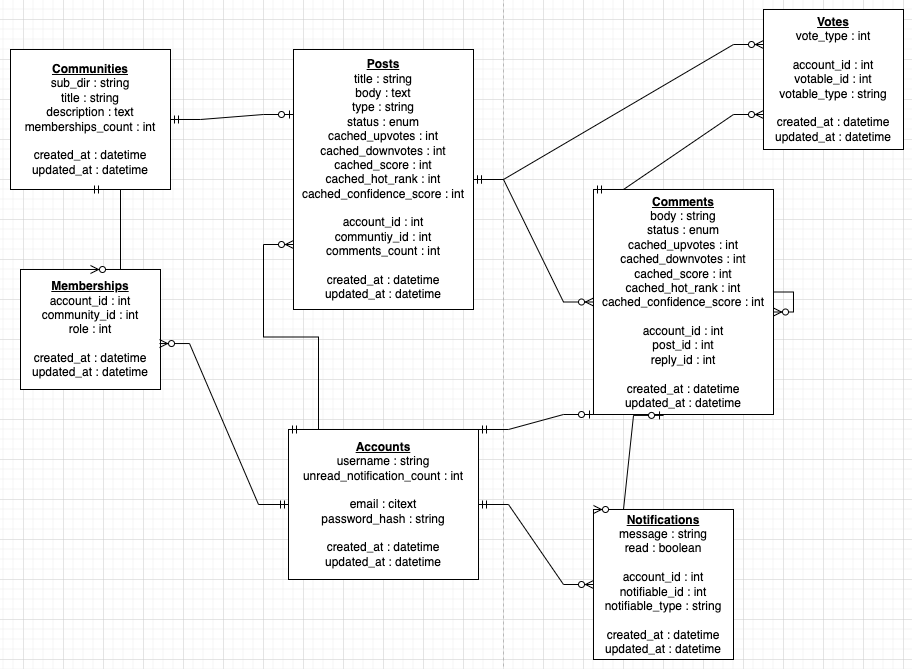 Communities
sub_dir : string
title : string
description : text
memberships_count : int
created_at : datetime
updated_at : datetime
Posts
title : string
body : text
type : string
status : enum
cached_upvotes : int
cached_downvotes : int
cached_score : int
cached_hot_rank : int
cached_confidence_score : int
account_id : int
communtiy_id : int
comments_count : int
created_at : datetime
updated_at : datetime
Votes
vote_type : int
account_id : int
votable_id : int
votable_type : string
created_at : datetime
updated_at : datetime
Comments
body : string
status : enum
cached_upvotes : int
cached_downvotes : int
cached_score : int
cached_hot_rank : int
cached_confidence_score : int
account_id : int
post_id : int
reply_id : int
created_at : datetime
updated_at : datetime
Memberships
account_id : int
community_id : int
role : int
created_at : datetime
updated_at : datetime
Accounts
username : string
unread_notification_count : int
email : citext
password_hash : string
created_at : datetime
updated_at : datetime
Notifications
message : string
read : boolean
account_id : int
notifiable_id : int
notifiable_type : string
created_at : datetime
updated_at : datetime